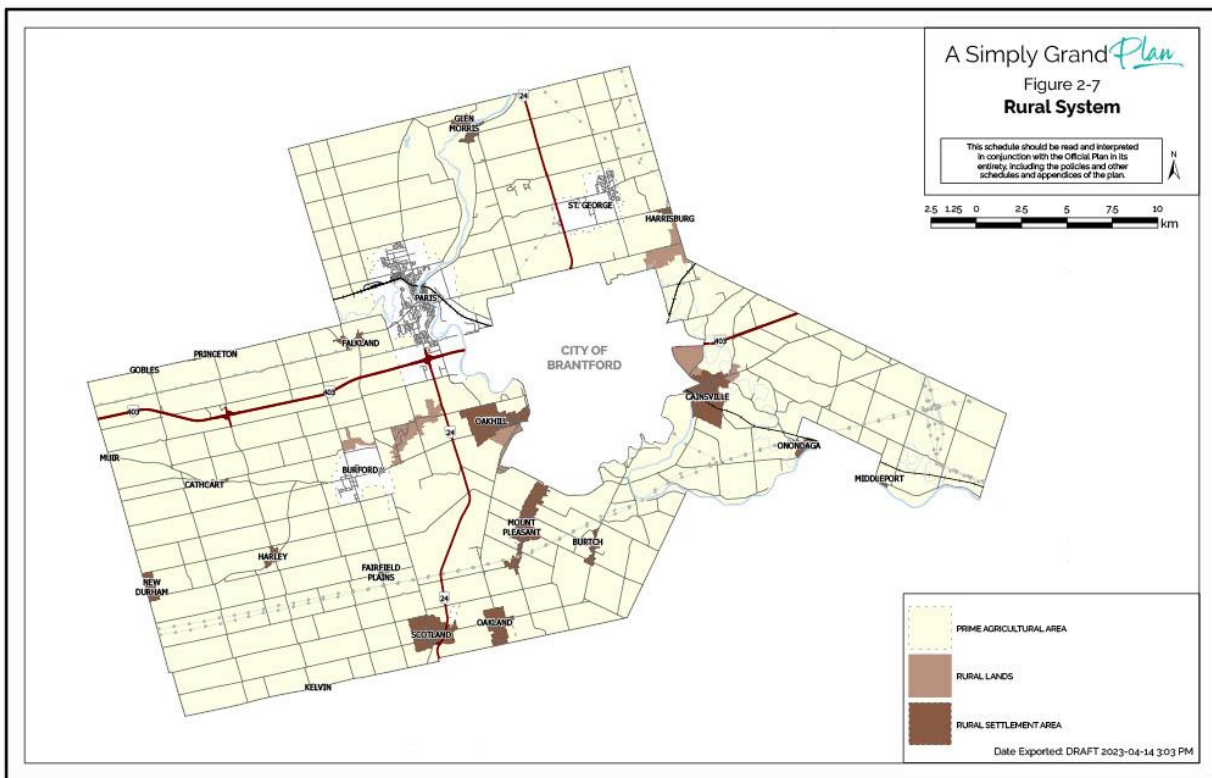 A Simply Grand Plan
Figure 2-7
Rural System
This schedule should be read and interpreted
in conjunction with the Official Plan in its
entirety, including the policies and other
schedules and appendices of the plan.
N
2.5 1.25 0 2.5 5 7.5 10
km
24
GLEN
MORRIS
ST. GEORGE
HARRISBURG
PARIS
FALKLAND
PRINCETON
GOBLES
403
403
403
CITY OF
BRANTFORD
CAINSVILLE
OAKHILL
24
ONONDAGA
MUIR
BURFORD
CATHCART
MIDDLEPORT
MOUNT
PLEASANT
BURTCH
HARLEY
FAIRFIELD
PLAINS
NEW
DURHAM
24
OAKLAND
SCOTLAND
KELVIN
PRIME AGRICULTURAL AREA
RURAL LANDS
RURAL SETTLEMENT AREA
Date Exported: DRAFT 2023-04-14 3:03 PM